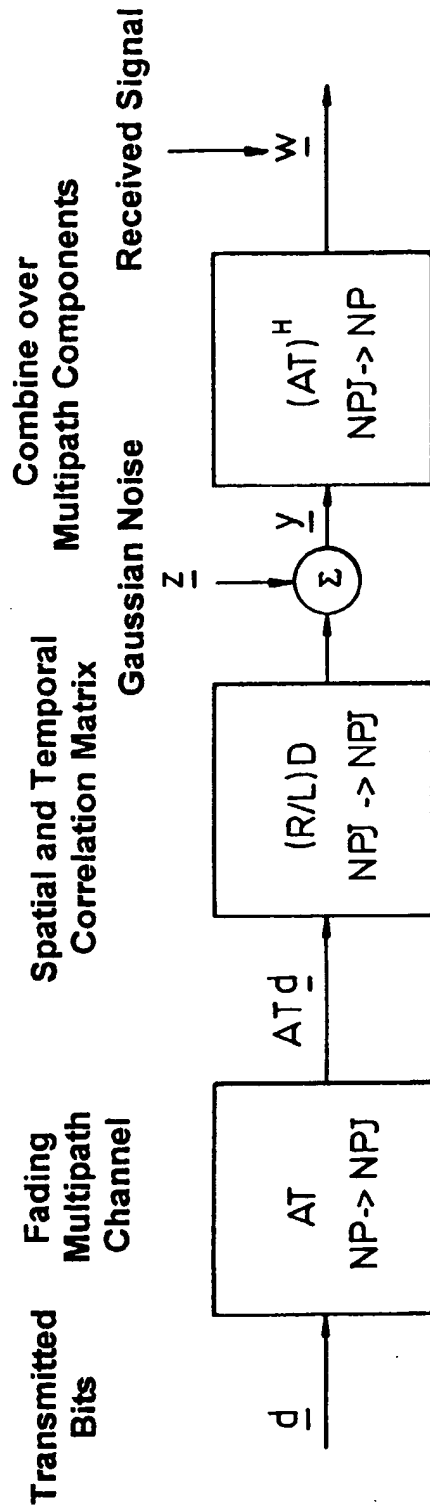 Transmitted
Bits
d
Fading
Multipath
Channel
AT
NP-> NPJ
ATd
Spatial and Temporal
Correlation Matrix
(R/L)D
NPJ -> NPJ
Gaussian Noise
z
Σ
y
Combine over
Multipath Components
(AT)^H
NPJ-> NP
Received Signal
w